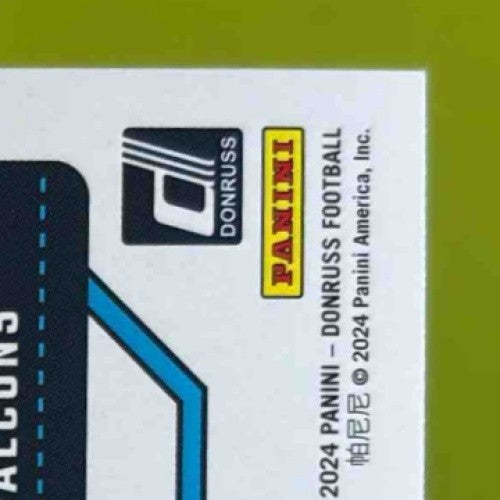 ALCONS
DONRUSS
PANINI
2024 PANINI – DONRUSS FOOTBALL
帕尼尼 © 2024 Panini America, Inc.